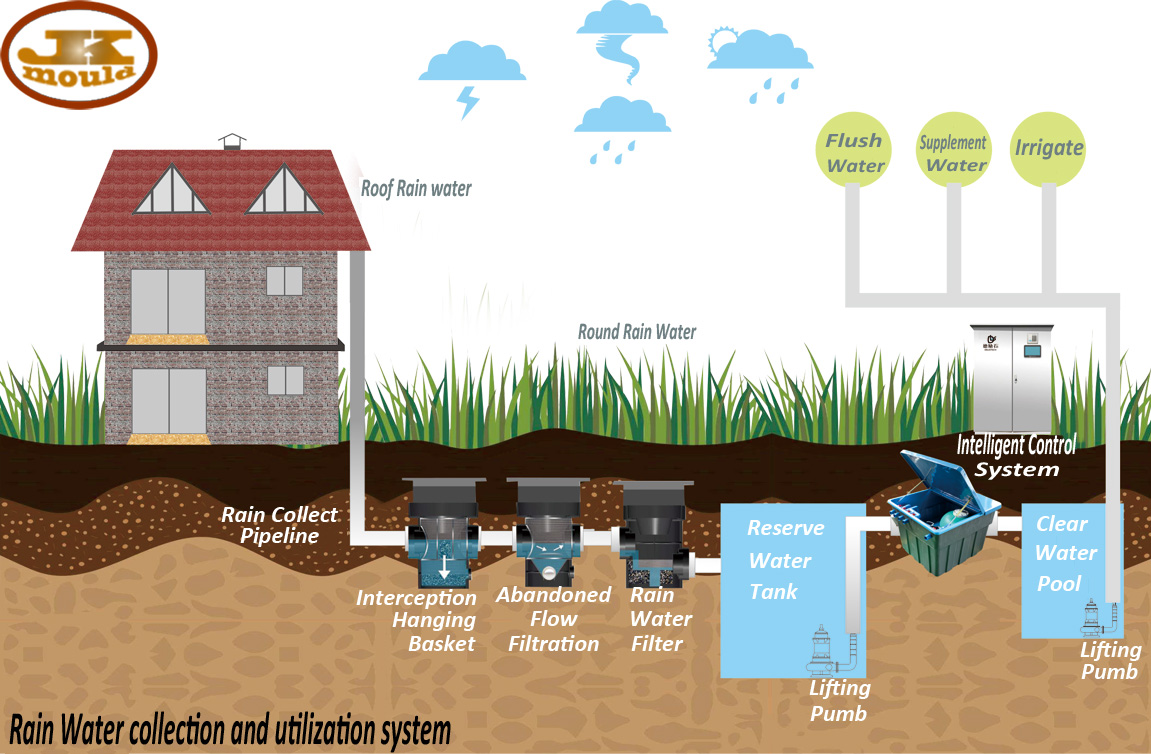 JK
mould
Roof Rain water
Flush
Water
Supplement
Water
Irrigate
Round Rain Water
Intelligent Control
System
Rain Collect
Pipeline
Interception
Hanging
Basket
Abandoned
Flow
Filtration
Rain
Water
Filter
Reserve
Water
Tank
Lifting
Pumb
Clear
Water
Pool
Lifting
Pumb
Rain Water collection and utilization system